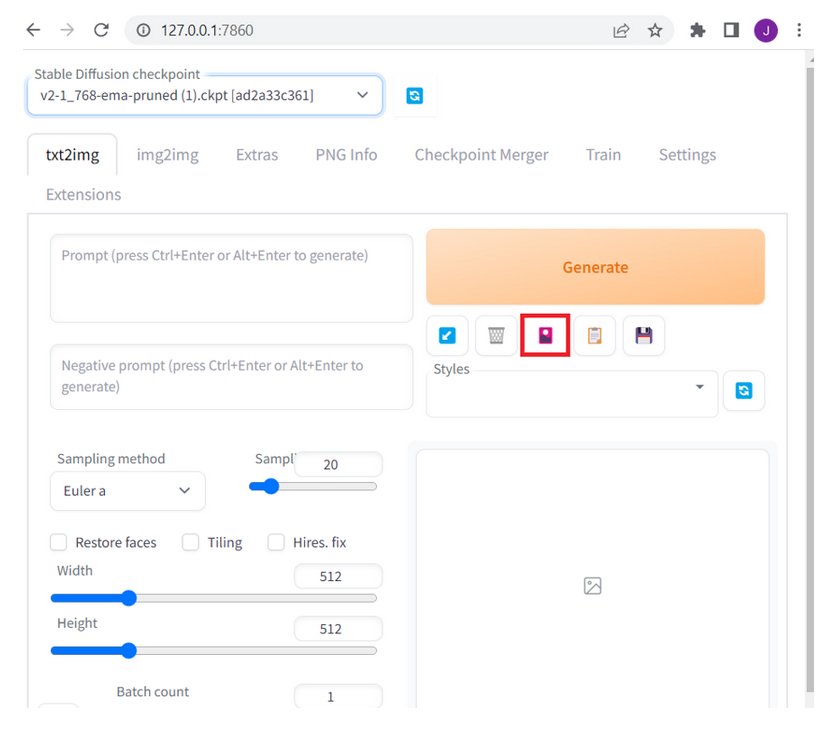 127.0.0.1:7860
J
Stable Diffusion checkpoint
v2-1_768-ema-pruned (1).ckpt [ad2a33c361]
txt2img img2img Extras PNG Info Checkpoint Merger Train Settings
Extensions
Prompt (press Ctrl+Enter or Alt+Enter to generate)
Generate
Negative prompt (press Ctrl+Enter or Alt+Enter to
generate)
Styles
Sampling method Sampl 20
Euler a
Restore faces Tiling Hires. fix
Width 512
Height 512
Batch count 1